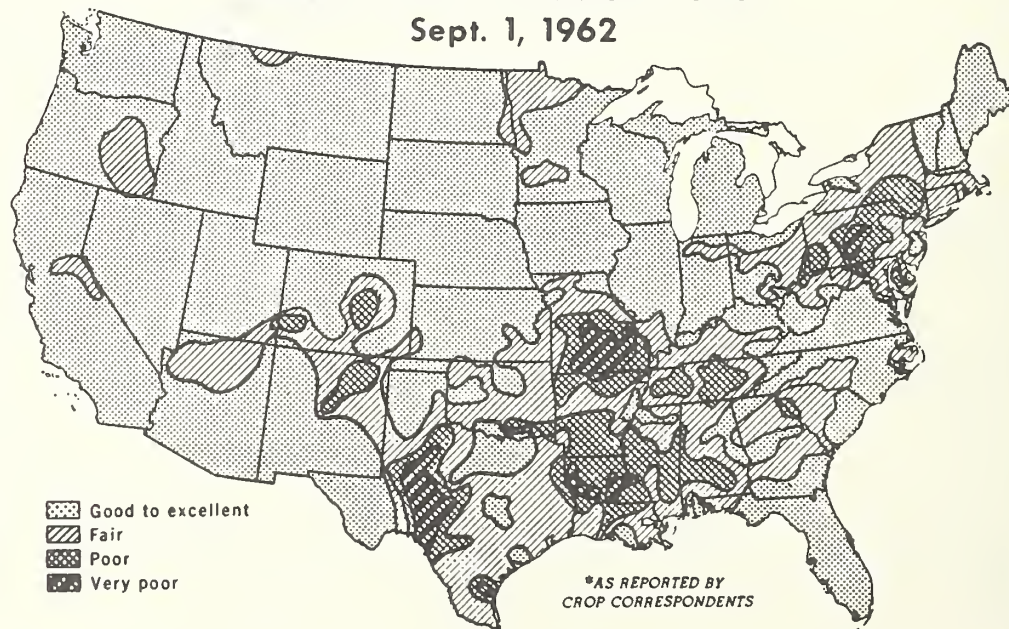 Sept. 1, 1962
Good to excellent
Fair
Poor
Very poor
*AS REPORTED BY
CROP CORRESPONDENTS